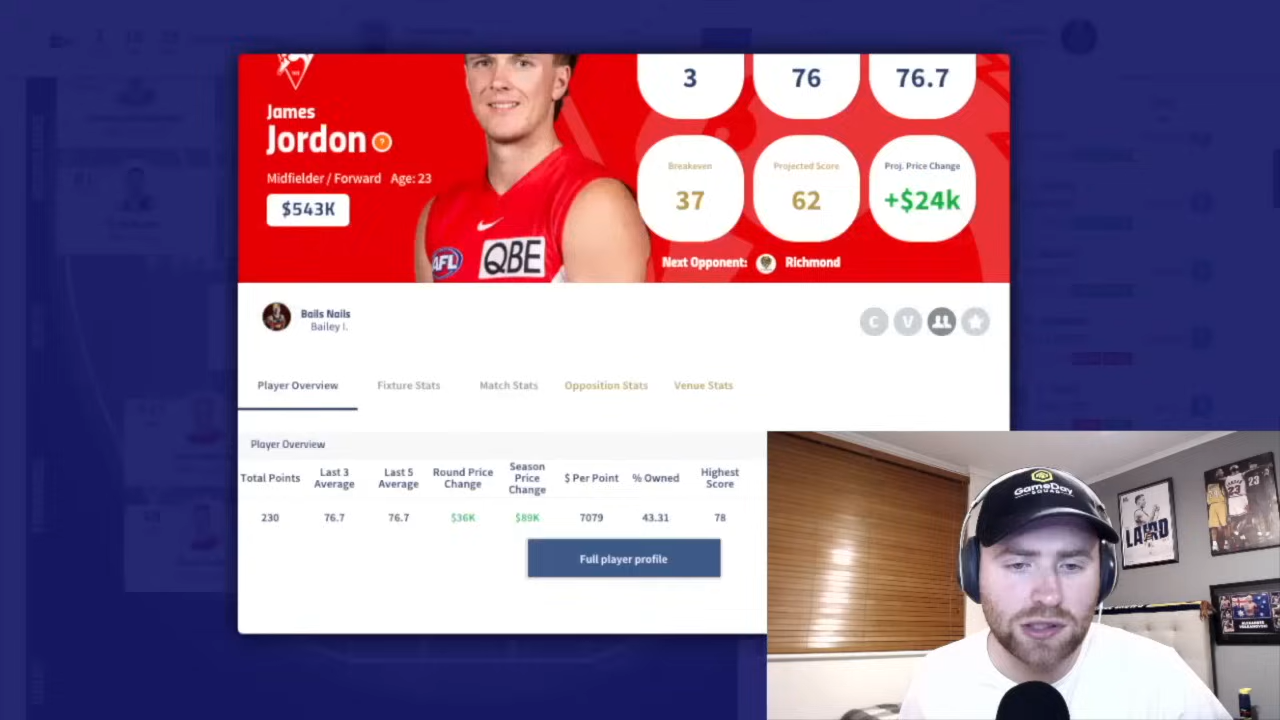 3 76 76.7
James
Jordon ?
Midfielder / Forward Age: 23
$543K
Breakeven Projected Score Proj. Price Change
37 62 +$24k
Next Opponent: Richmond
AFL
QBE
Bails Nails
Bailey I.
C V
Player Overview Fixture Stats Match Stats Opposition Stats Venue Stats
Player Overview
Total Points Last 3 Average Last 5 Average Round Price Change Season Price Change $ Per Point % Owned Highest Score
230 76.7 76.7 $36K $89K 7079 43.31 78
Full player profile
GameDay
SQUAD
LAIRD
23
23